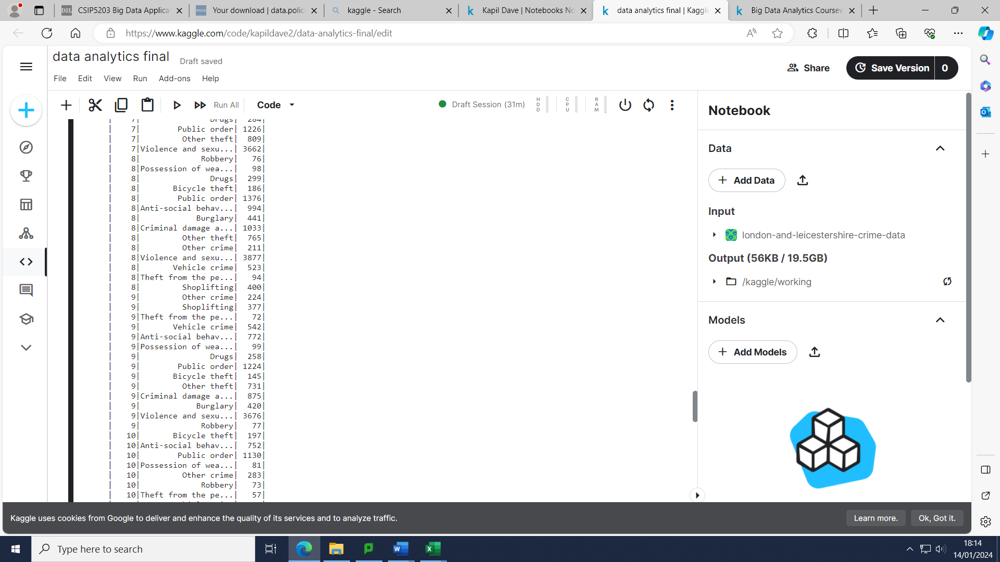 CSIP5203 Big Data Applicat
Your download | data.polic
kaggle - Search
Kapil Dave | Notebooks No
data analytics final | Kaggle
Big Data Analytics Coursew
https://www.kaggle.com/code/kapildave2/data-analytics-final/edit
data analytics final
Draft saved
Share
Save Version
0
File Edit View Run Add-ons Help
Run All
Code
Draft Session (31m)
HDD
CPU
RAM
Notebook
| 7| Drugs| 284|
| 7| Public order| 1226|
| 7| Other theft| 809|
| 7|Violence and sexu...| 3662|
| 8| Robbery| 76|
| 8|Possession of wea...| 98|
| 8| Drugs| 299|
| 8| Bicycle theft| 186|
| 8| Public order| 1376|
| 8|Anti-social behav...| 994|
| 8| Burglary| 441|
| 8|Criminal damage a...| 1033|
| 8| Other theft| 765|
| 8| Other crime| 211|
| 8|Violence and sexu...| 3877|
| 8| Vehicle crime| 523|
| 8|Theft from the pe...| 94|
| 8| Shoplifting| 400|
| 9| Other crime| 224|
| 9| Shoplifting| 377|
| 9|Theft from the pe...| 72|
| 9| Vehicle crime| 542|
| 9|Anti-social behav...| 772|
| 9|Possession of wea...| 99|
| 9| Drugs| 258|
| 9| Public order| 1224|
| 9| Bicycle theft| 145|
| 9| Other theft| 731|
| 9|Criminal damage a...| 875|
| 9| Burglary| 420|
| 9|Violence and sexu...| 3676|
| 9| Robbery| 77|
| 10| Bicycle theft| 197|
| 10|Anti-social behav...| 752|
| 10| Public order| 1130|
| 10|Possession of wea...| 81|
| 10| Other crime| 283|
| 10| Robbery| 73|
| 10|Theft from the pe...| 57|
Data
Add Data
Input
london-and-leicestershire-crime-data
Output (56KB / 19.5GB)
/kaggle/working
Models
Add Models
Kaggle uses cookies from Google to deliver and enhance the quality of its services and to analyze traffic.
Learn more.
Ok, Got it.
Type here to search
18:14
14/01/2024